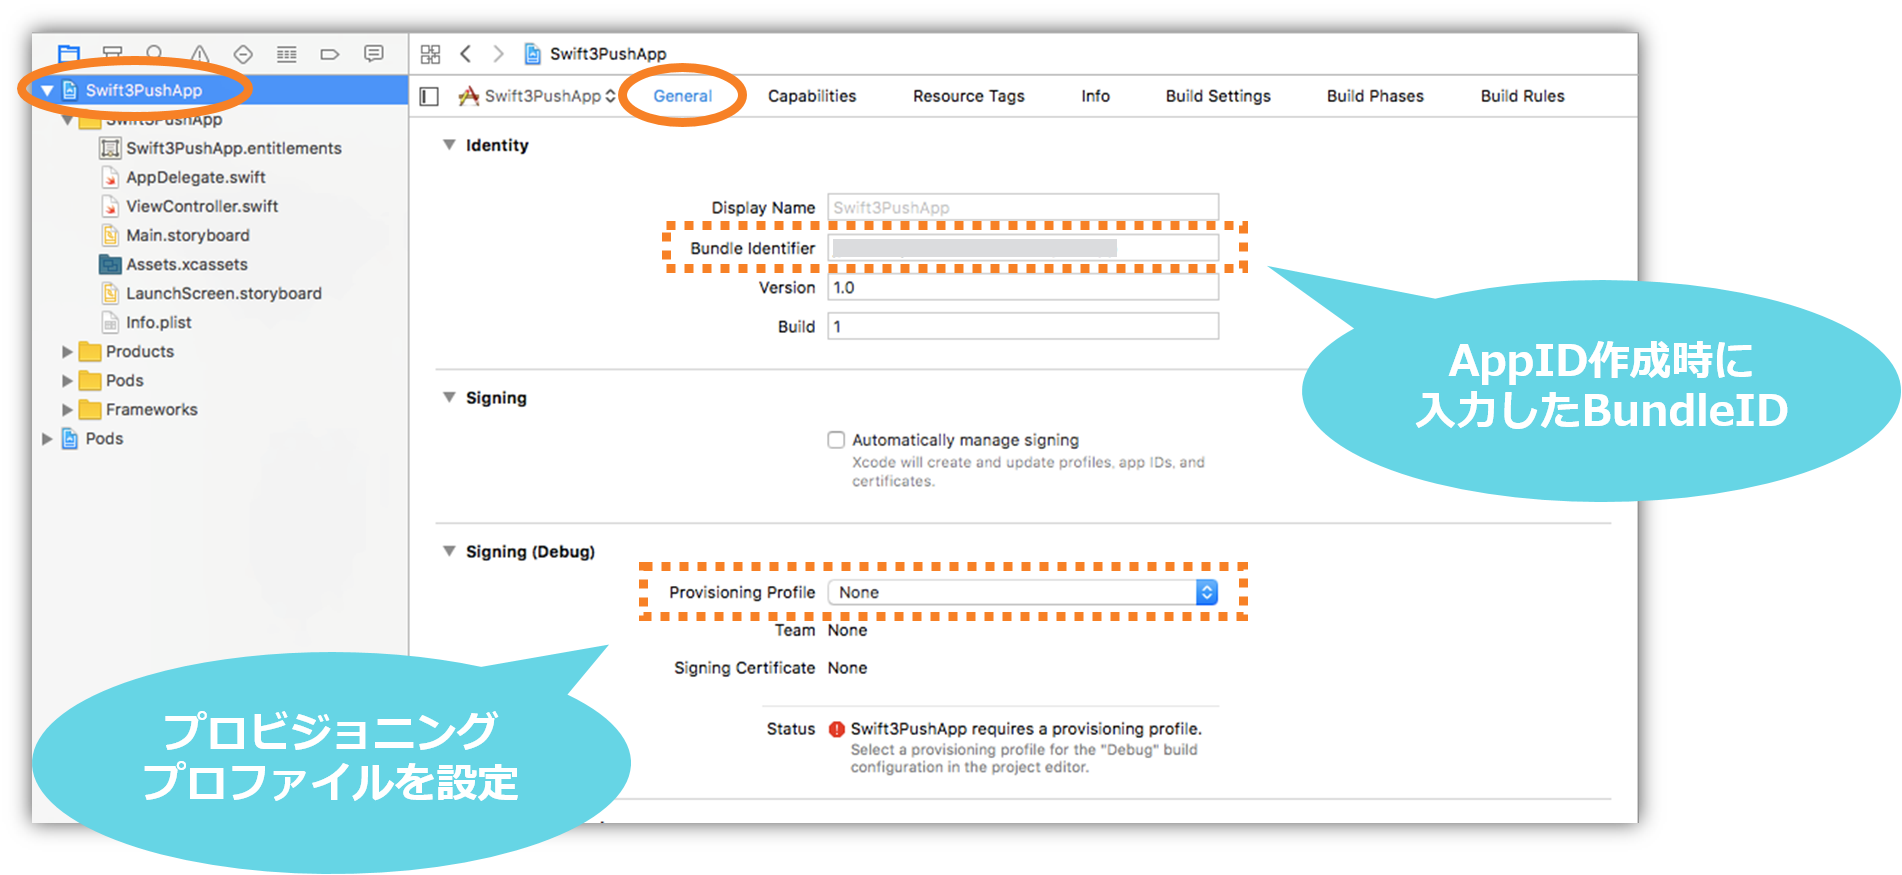 Swift3PushApp
Swift3PushApp
Swift3PushApp
Swift3PushApp.entitlements
AppDelegate.swift
ViewController.swift
Main.storyboard
Assets.xcassets
LaunchScreen.storyboard
Info.plist
Products
Pods
Frameworks
Pods
Swift3PushApp General Capabilities Resource Tags Info Build Settings Build Phases Build Rules
Identity
Display Name Swift3PushApp
Bundle Identifier
Version 1.0
Build 1
AppID作成時に
入力したBundleID
Signing
Automatically manage signing
Xcode will create and update profiles, app IDs, and
certificates.
Signing (Debug)
Provisioning Profile None
Team None
Signing Certificate None
Status Swift3PushApp requires a provisioning profile.
Select a provisioning profile for the "Debug" build
configuration in the project editor.
プロビジョニング
プロファイルを設定